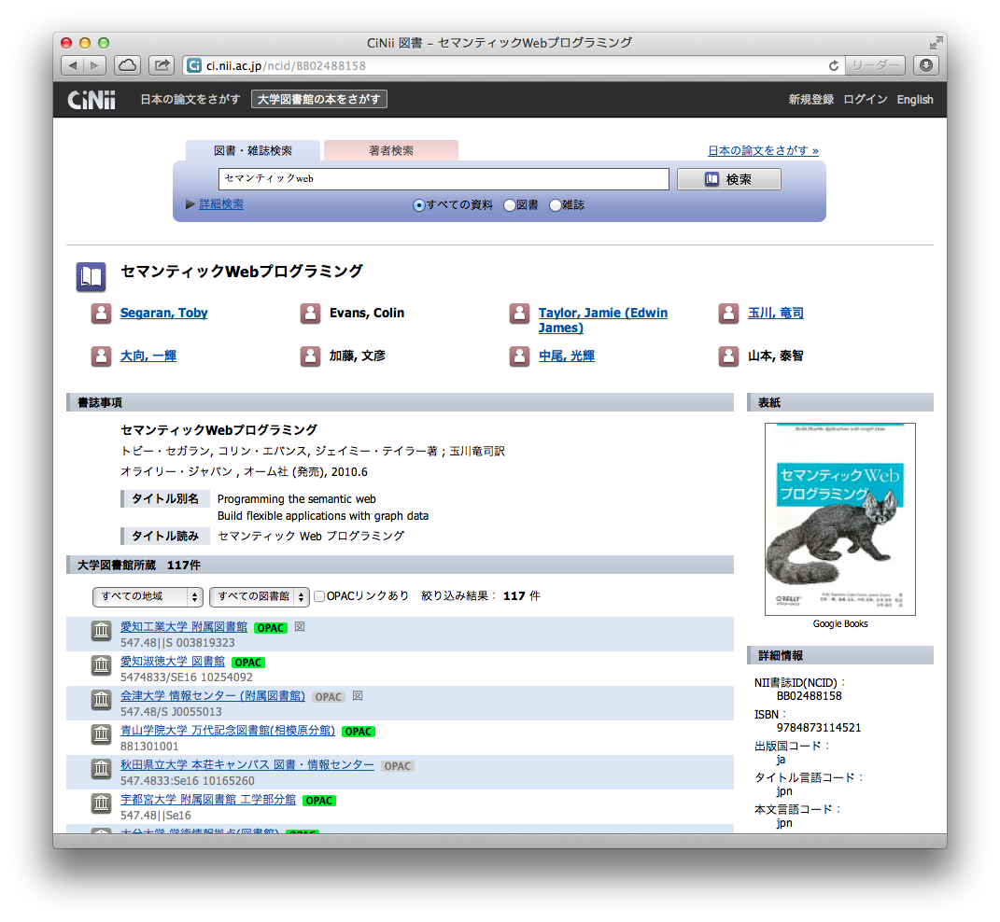 CiNii 図書 - セマンティックWebプログラミング
ci.nii.ac.jp/ncid/BB02488158
リーダー
CiNii 日本の論文をさがす 大学図書館の本をさがす 新規登録 ログイン English
図書・雑誌検索 著者検索 日本の論文をさがす »
セマンティックweb 検索
詳細検索 すべての資料 図書 雑誌
セマンティックWebプログラミング
Segaran, Toby Evans, Colin Taylor, Jamie (Edwin James) 玉川, 竜司
大向, 一輝 加藤, 文彦 中尾, 光輝 山本, 泰智
書誌事項
セマンティックWebプログラミング
トビー・セガラン, コリン・エバンス, ジェイミー・テイラー著 ; 玉川竜司訳
オライリー・ジャパン , オーム社 (発売), 2010.6
タイトル別名 Programming the semantic web
Build flexible applications with graph data
タイトル読み セマンティック Web プログラミング
大学図書館所蔵 117件
すべての地域 すべての図書館 OPACリンクあり 絞り込み結果： 117 件
愛知工業大学 附属図書館 OPAC 図
547.48||S 003819323
愛知淑徳大学 図書館 OPAC
5474833/SE16 10254092
会津大学 情報センター (附属図書館) OPAC 図
547.48/S J0055013
青山学院大学 万代記念図書館(相模原分館) OPAC
881301001
秋田県立大学 本荘キャンパス 図書・情報センター OPAC
547.4833:Se16 10165260
宇都宮大学 附属図書館 工学部分館 OPAC
547.48||Se16
大分大学 学術情報拠点(図書館) OPAC
表紙
Build Flexible Applications with Graph Data
セマンティック Web
プログラミング
O'REILLY
Google Books
詳細情報
NII書誌ID(NCID)：
BB02488158
ISBN：
9784873114521
出版国コード：
ja
タイトル言語コード：
jpn
本文言語コード：
jpn